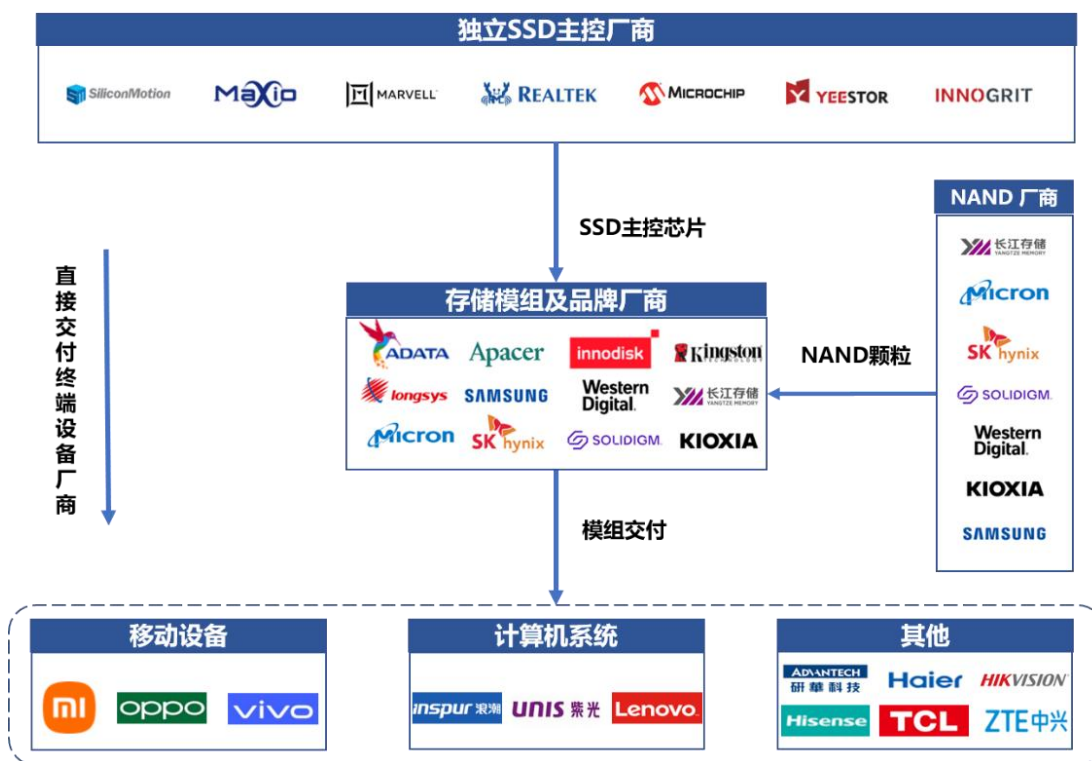 独立SSD主控厂商
SiliconMotion
MAXio
MARVELL
REALTEK
MICROCHIP
YEESTOR
INNOGRIT
SSD主控芯片
NAND 厂商
长江存储
YANGTZE MEMORY
Micron
SK hynix
SOLIDIGM
Western
Digital
KIOXIA
SAMSUNG
直接交付终端设备厂商
存储模组及品牌厂商
ADATA
Apacer
innodisk
Kingston
TECHNOLOGY
longsys
SAMSUNG
Western
Digital
长江存储
YANGTZE MEMORY
Micron
SK hynix
SOLIDIGM
KIOXIA
NAND颗粒
模组交付
移动设备
mi
oppo
vivo
计算机系统
inspur 浪潮
UNIS 紫光
Lenovo
其他
ADVANTECH
研華科技
Haier
HIKVISION
Hisense
TCL
ZTE中兴